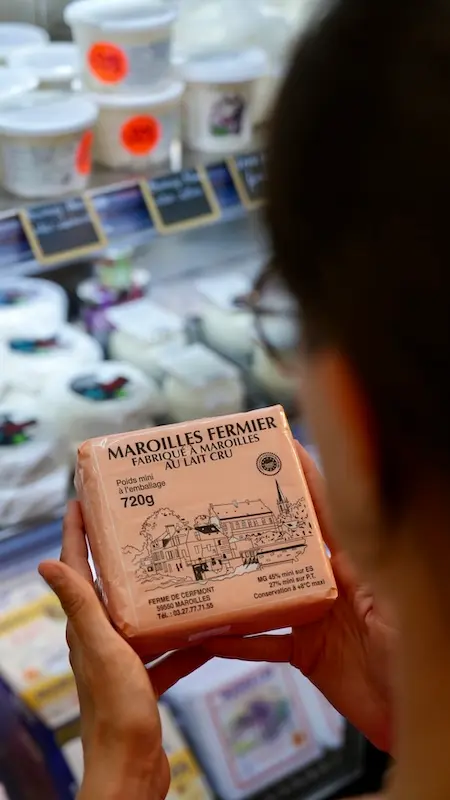 MAROILLES FERMIER
FABRIQUÉ À MAROILLES
AU LAIT CRU
Poids mini
à l'emballage
720g
FERME DE CERFMONT
59550 MAROILLES
Tél.: 03.27.77.71.55
MG 45% mini sur ES
27% mini sur P.T.
Conservation à +8°C maxi